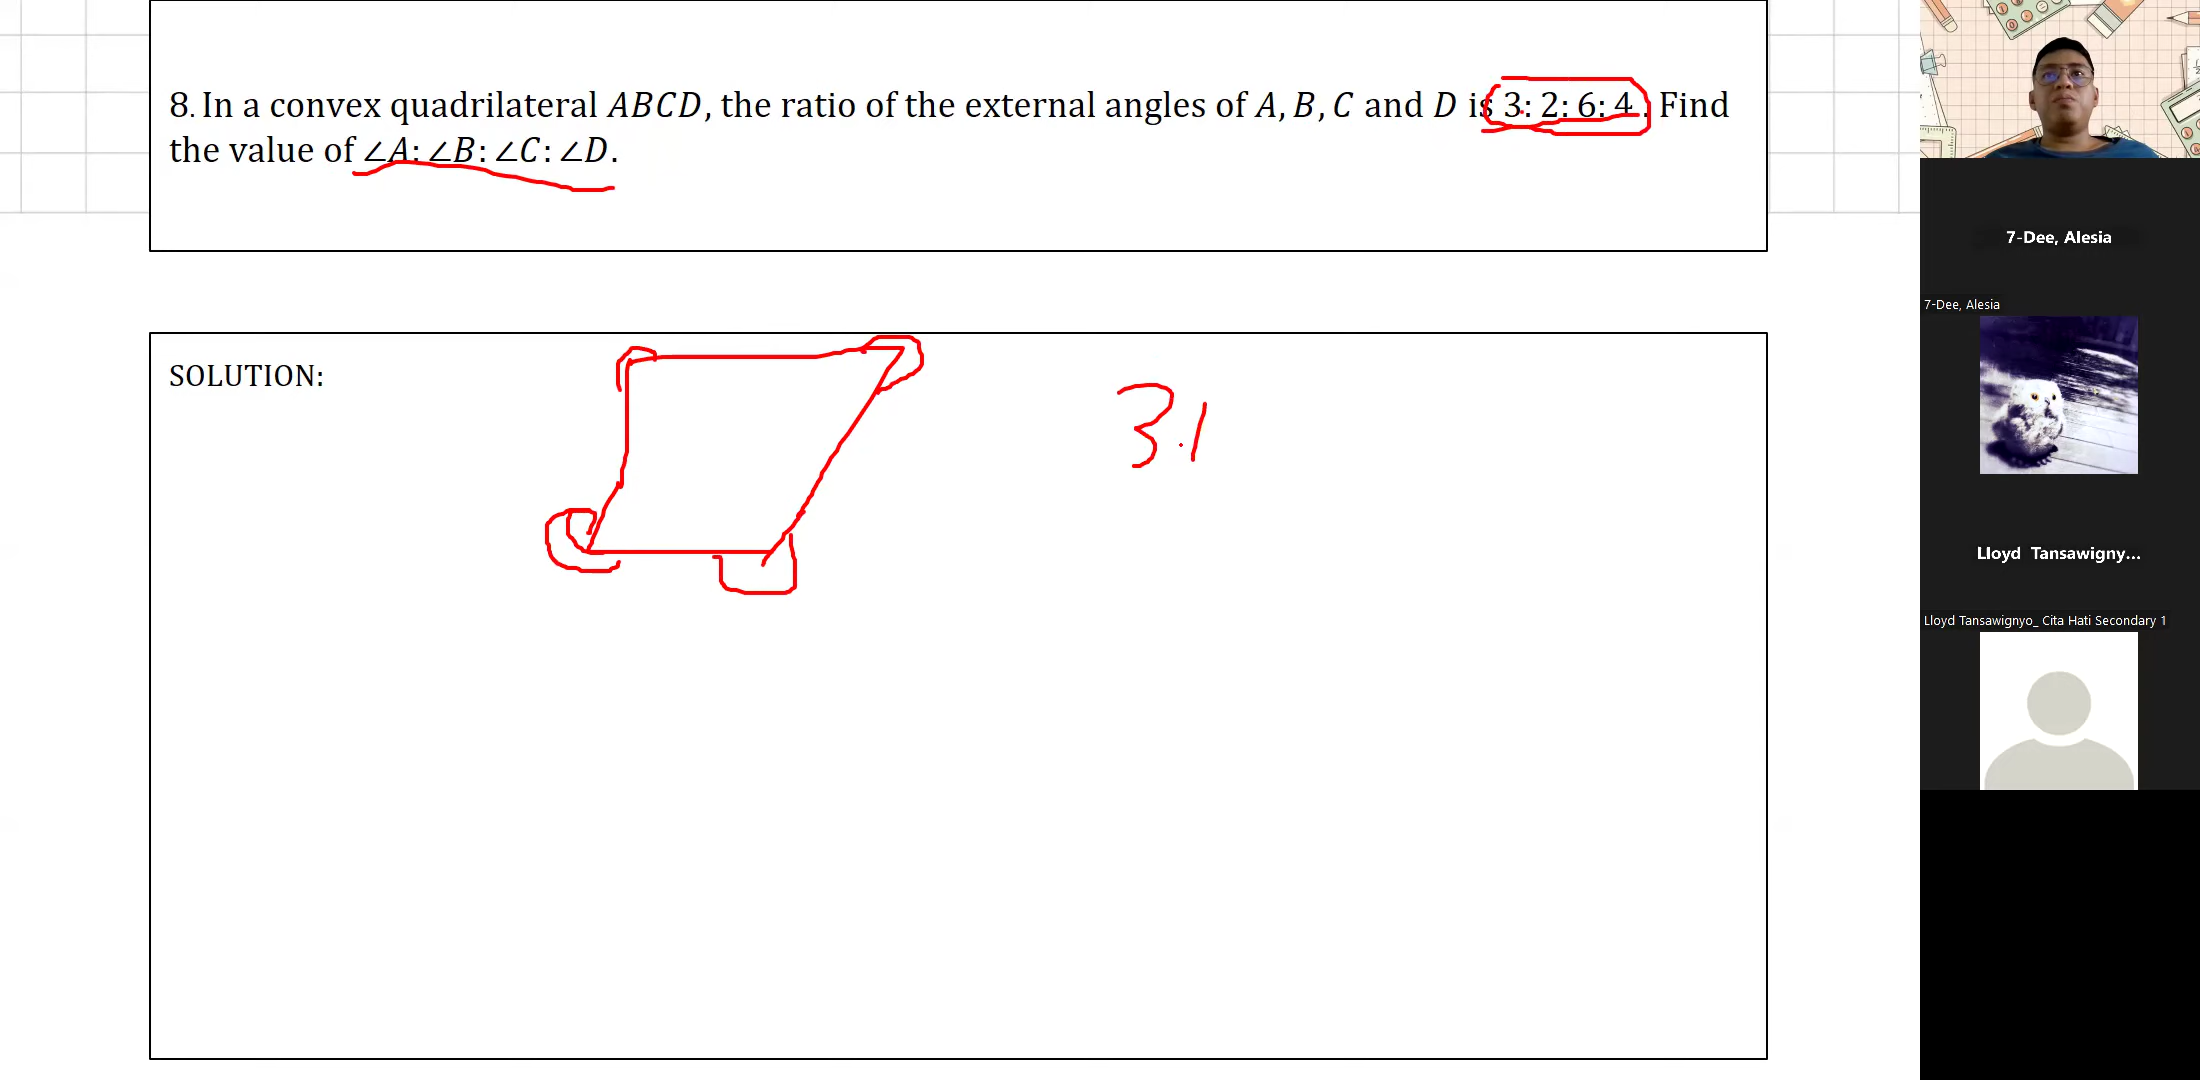 8. In a convex quadrilateral ABCD, the ratio of the external angles of A, B, C and D is 3: 2: 6: 4. Find
the value of ∠A: ∠B: ∠C: ∠D.
SOLUTION:
3.1
7-Dee, Alesia
7-Dee, Alesia
Lloyd Tansawigny...
Lloyd Tansawignyo_ Cita Hati Secondary 1